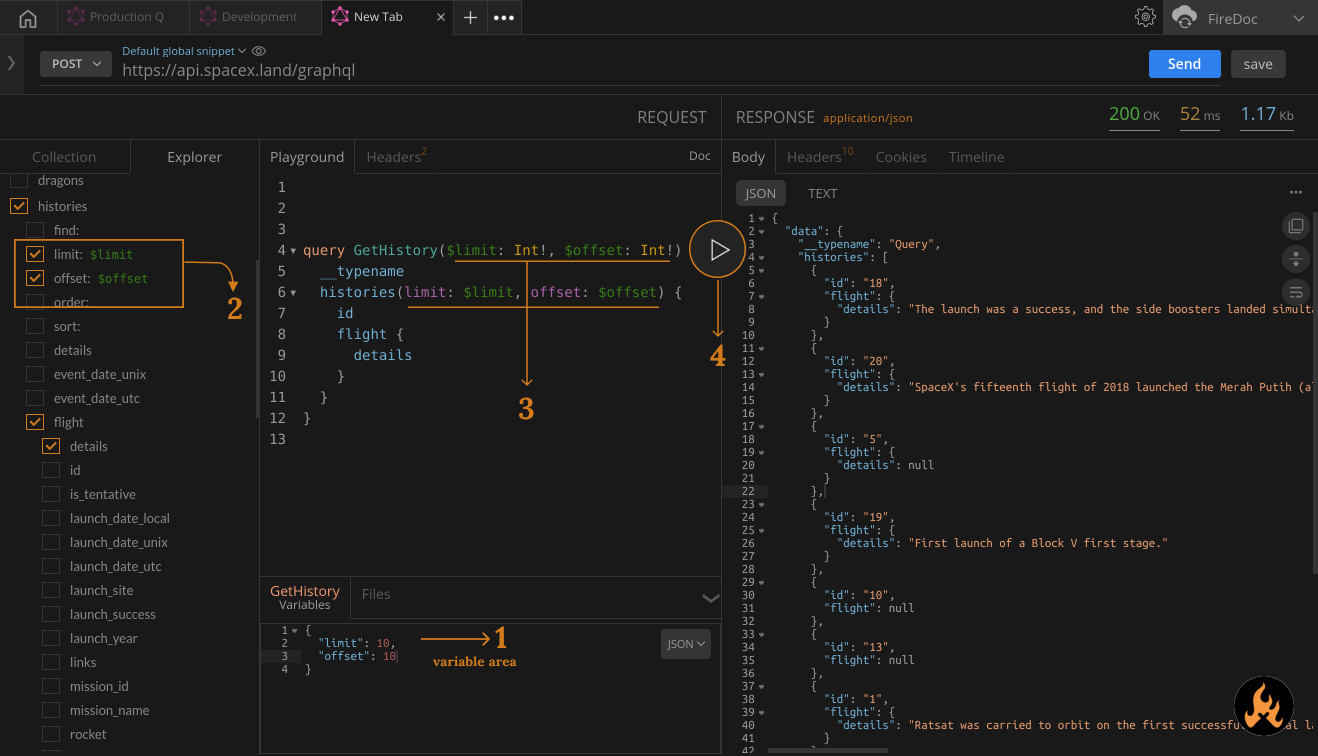 Production Q
Development
New Tab
FireDoc
POST
Default global snippet
https://api.spacex.land/graphql
Send
save
REQUEST
RESPONSE application/json
200 OK
52 ms
1.17 Kb
Collection
Explorer
Playground
Headers2
Doc
Body
Headers10
Cookies
Timeline
JSON
TEXT
dragons
histories
find:
limit: $limit
offset: $offset
order:
sort:
details
event_date_unix
event_date_utc
flight
details
id
is_tentative
launch_date_local
launch_date_unix
launch_date_utc
launch_site
launch_success
launch_year
links
mission_id
mission_name
rocket
2
1
2
3
4 query GetHistory($limit: Int!, $offset: Int!)
5 __typename
6 histories(limit: $limit, offset: $offset) {
7 id
8 flight {
9 details
10 }
11 }
12 }
13
3
4
GetHistory
Variables
Files
1 {
2 "limit": 10,
3 "offset": 10
4 }
1
variable area
JSON
1 {
2 "data": {
3 "__typename": "Query",
4 "histories": [
5 {
6 "id": "18",
7 "flight": {
8 "details": "The launch was a success, and the side boosters landed simulta
9 }
10 },
11 {
12 "id": "20",
13 "flight": {
14 "details": "SpaceX's fifteenth flight of 2018 launched the Merah Putih (al
15 }
16 },
17 {
18 "id": "5",
19 "flight": {
20 "details": null
21 }
22 },
23 {
24 "id": "19",
25 "flight": {
26 "details": "First launch of a Block V first stage."
27 }
28 },
29 {
30 "id": "10",
31 "flight": null
32 },
33 {
34 "id": "13",
35 "flight": null
36 },
37 {
38 "id": "1",
39 "flight": {
40 "details": "Ratsat was carried to orbit on the first successful
41 }
42